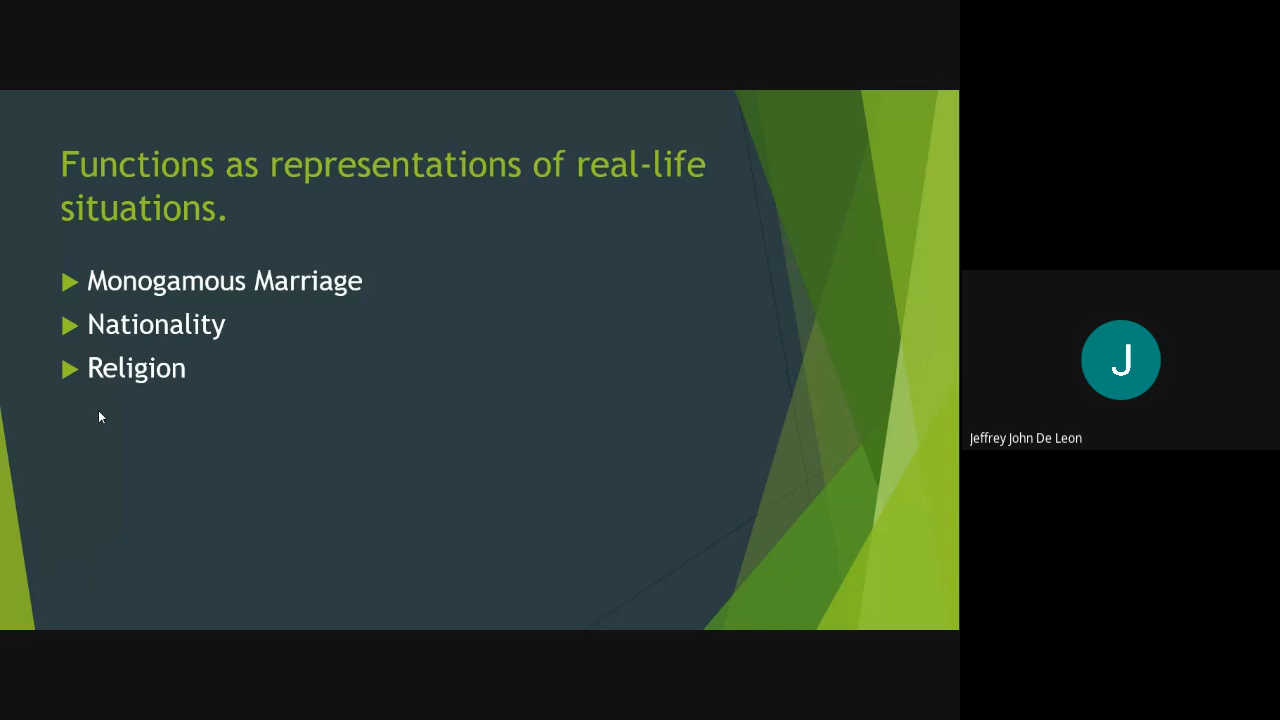 Functions as representations of real-life
situations.
Monogamous Marriage
Nationality
Religion
J
Jeffrey John De Leon